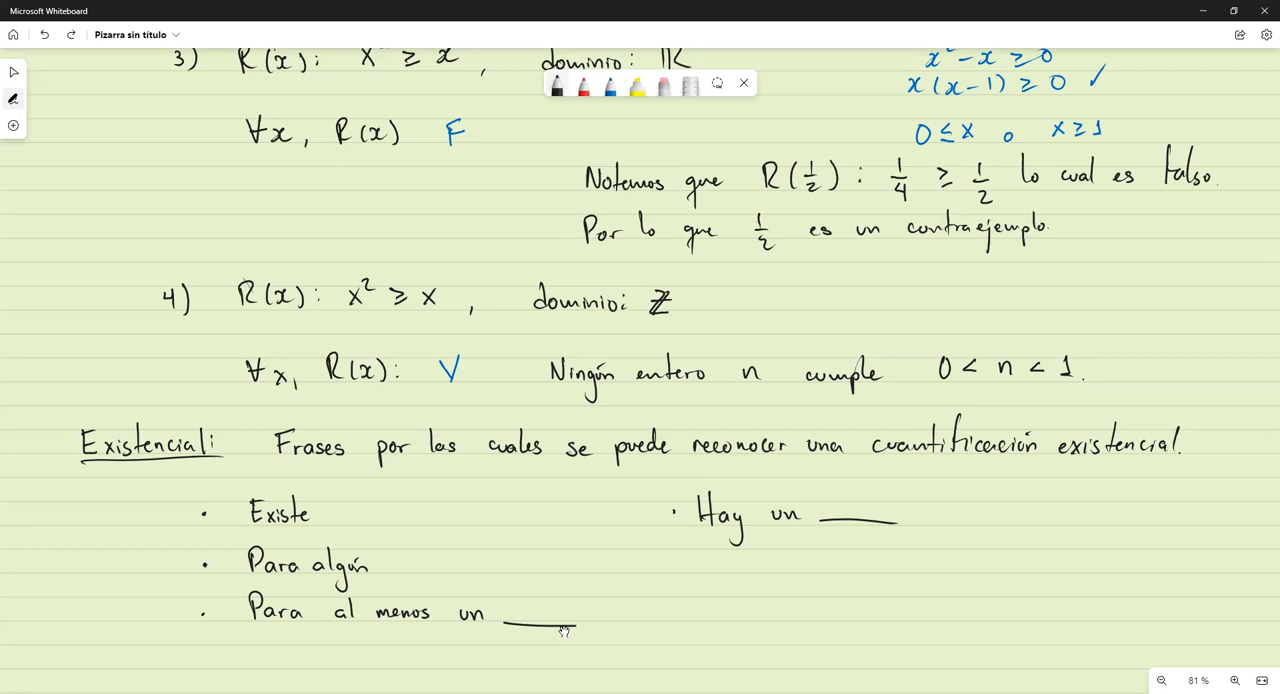 Microsoft Whiteboard
Pizarra sin título
3) R(x): x² ≥ x, dominio: ℝ
x² - x ≥ 0
x(x-1) ≥ 0 ✓
∀x, R(x) F
0 ≤ x o x ≥ 1
Notemos que R(1/2): 1/4 ≥ 1/2 lo cual es falso.
Por lo que 1/2 es un contraejemplo.
4) R(x): x² ≥ x, dominio: ℤ
∀x, R(x): V Ningún entero n cumple 0 < n < 1.
Existencial: Frases por las cuales se puede reconocer una cuantificación existencial.
· Existe · Hay un ____
· Para algún
· Para al menos un ____
81 %